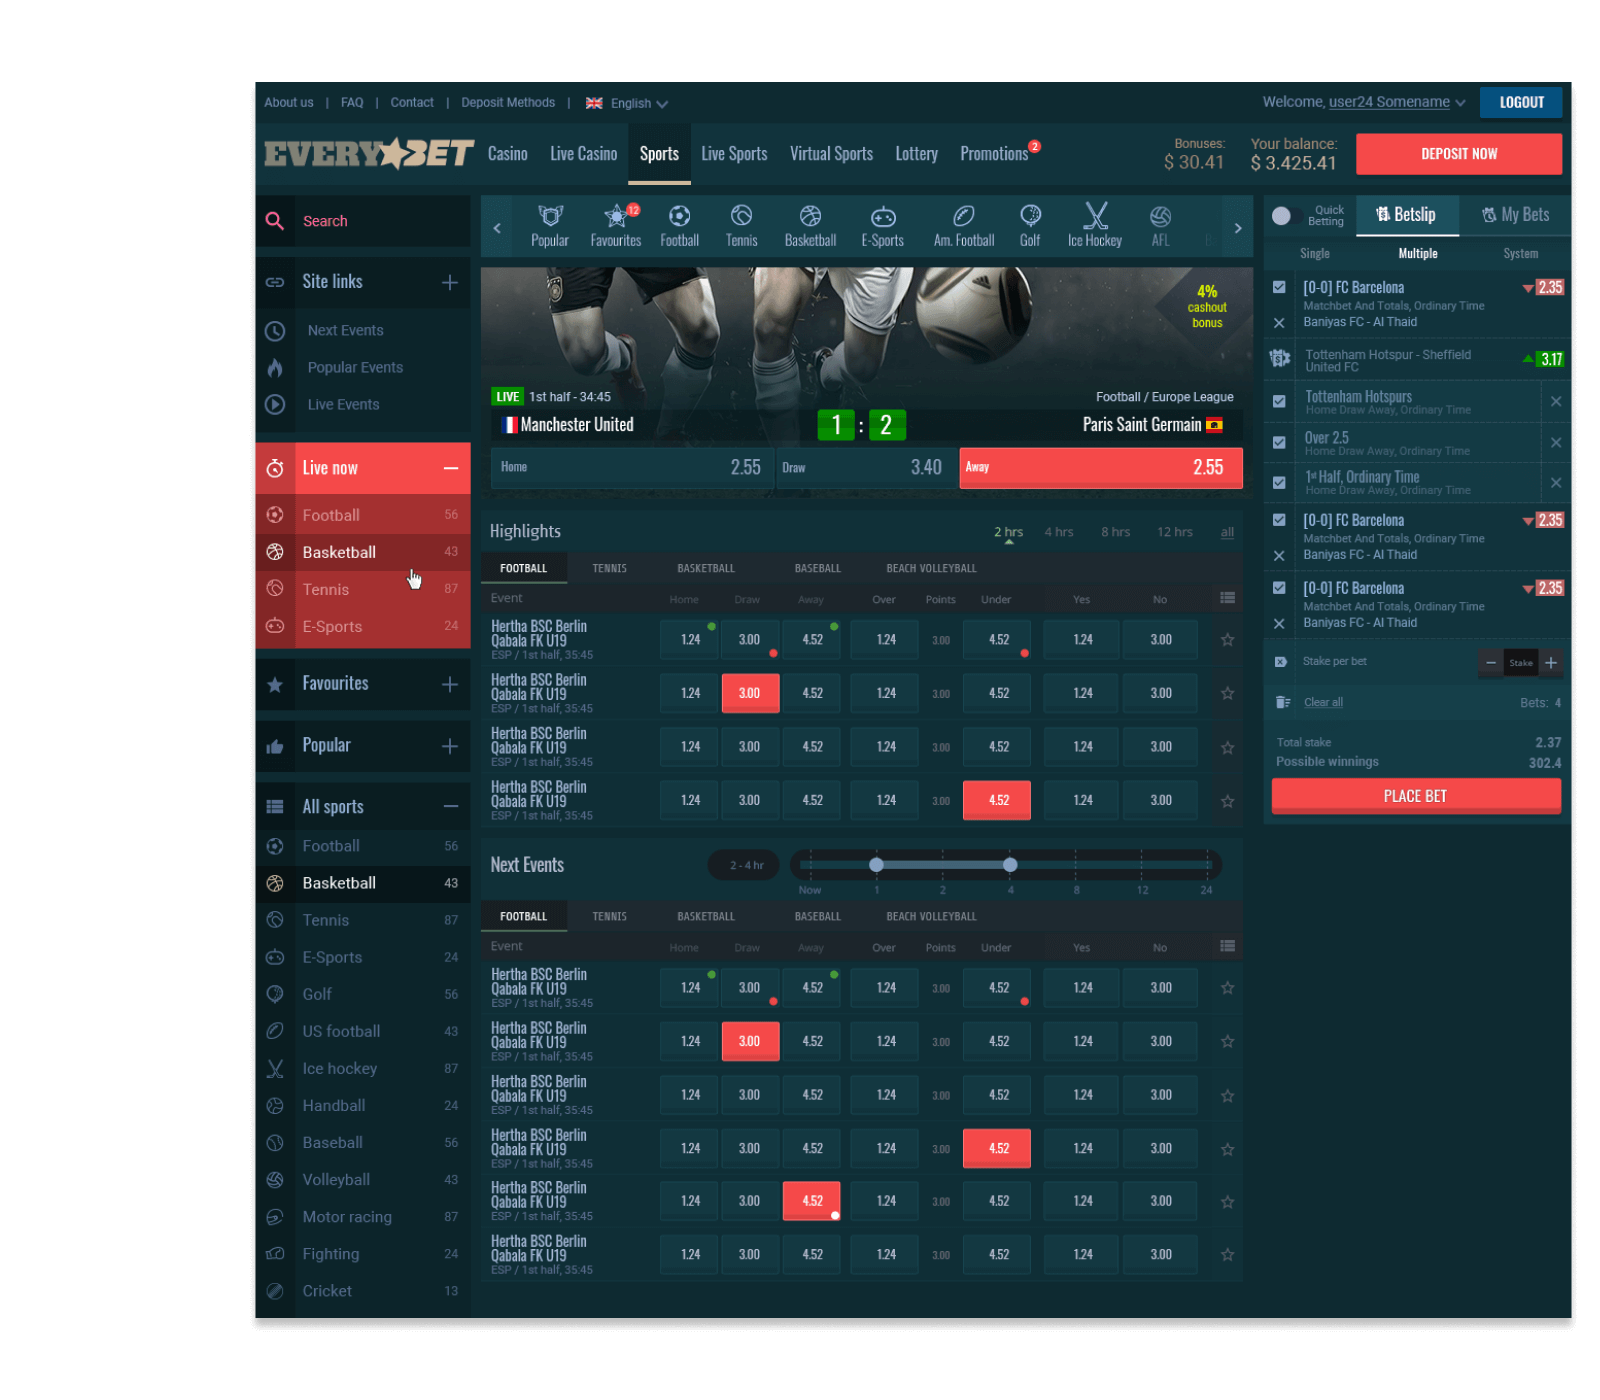 About us | FAQ | Contact | Deposit Methods | English
Welcome, user24 Somename
LOGOUT
EVERYBET
Casino Live Casino Sports Live Sports Virtual Sports Lottery Promotions 2
Bonuses:
$ 30.41
Your balance:
$ 3.425.41
DEPOSIT NOW
Search
Site links
Next Events
Popular Events
Live Events
Live now
Football 56
Basketball 43
Tennis 87
E-Sports 24
Favourites
Popular
All sports
Football 56
Basketball 43
Tennis 87
E-Sports 24
Golf 56
US football 43
Ice hockey 87
Handball 24
Baseball 56
Volleyball 43
Motor racing 87
Fighting 24
Cricket 13
12
Popular Favourites Football Tennis Basketball E-Sports Am. Football Golf Ice Hockey AFL
4%
cashout
bonus
LIVE 1st half - 34:45
Football / Europe League
Manchester United 1 : 2 Paris Saint Germain
Home 2.55 Draw 3.40 Away 2.55
Highlights
2 hrs 4 hrs 8 hrs 12 hrs all
FOOTBALL TENNIS BASKETBALL BASEBALL BEACH VOLLEYBALL
Event Home Draw Away Over Points Under Yes No
Hertha BSC Berlin
Qabala FK U19
ESP / 1st half, 35:45
1.24 3.00 4.52 1.24 3.00 4.52 1.24 3.00
Hertha BSC Berlin
Qabala FK U19
ESP / 1st half, 35:45
1.24 3.00 4.52 1.24 3.00 4.52 1.24 3.00
Hertha BSC Berlin
Qabala FK U19
ESP / 1st half, 35:45
1.24 3.00 4.52 1.24 3.00 4.52 1.24 3.00
Hertha BSC Berlin
Qabala FK U19
ESP / 1st half, 35:45
1.24 3.00 4.52 1.24 3.00 4.52 1.24 3.00
Next Events
2 - 4 hr
Now 1 2 4 8 12 24
FOOTBALL TENNIS BASKETBALL BASEBALL BEACH VOLLEYBALL
Event Home Draw Away Over Points Under Yes No
Hertha BSC Berlin
Qabala FK U19
ESP / 1st half, 35:45
1.24 3.00 4.52 1.24 3.00 4.52 1.24 3.00
Hertha BSC Berlin
Qabala FK U19
ESP / 1st half, 35:45
1.24 3.00 4.52 1.24 3.00 4.52 1.24 3.00
Hertha BSC Berlin
Qabala FK U19
ESP / 1st half, 35:45
1.24 3.00 4.52 1.24 3.00 4.52 1.24 3.00
Hertha BSC Berlin
Qabala FK U19
ESP / 1st half, 35:45
1.24 3.00 4.52 1.24 3.00 4.52 1.24 3.00
Hertha BSC Berlin
Qabala FK U19
ESP / 1st half, 35:45
1.24 3.00 4.52 1.24 3.00 4.52 1.24 3.00
Hertha BSC Berlin
Qabala FK U19
ESP / 1st half, 35:45
1.24 3.00 4.52 1.24 3.00 4.52 1.24 3.00
Quick
Betting
Betslip
My Bets
Single Multiple System
[0-0] FC Barcelona 2.35
Matchbet And Totals, Ordinary Time
Baniyas FC - Al Thaid
Tottenham Hotspur - Sheffield
United FC
3.17
Tottenham Hotspurs
Home Draw Away, Ordinary Time
Over 2.5
Home Draw Away, Ordinary Time
1st Half, Ordinary Time
Home Draw Away, Ordinary Time
[0-0] FC Barcelona 2.35
Matchbet And Totals, Ordinary Time
Baniyas FC - Al Thaid
[0-0] FC Barcelona 2.35
Matchbet And Totals, Ordinary Time
Baniyas FC - Al Thaid
Stake per bet
Stake
Clear all
Bets: 4
Total stake 2.37
Possible winnings 302.4
PLACE BET